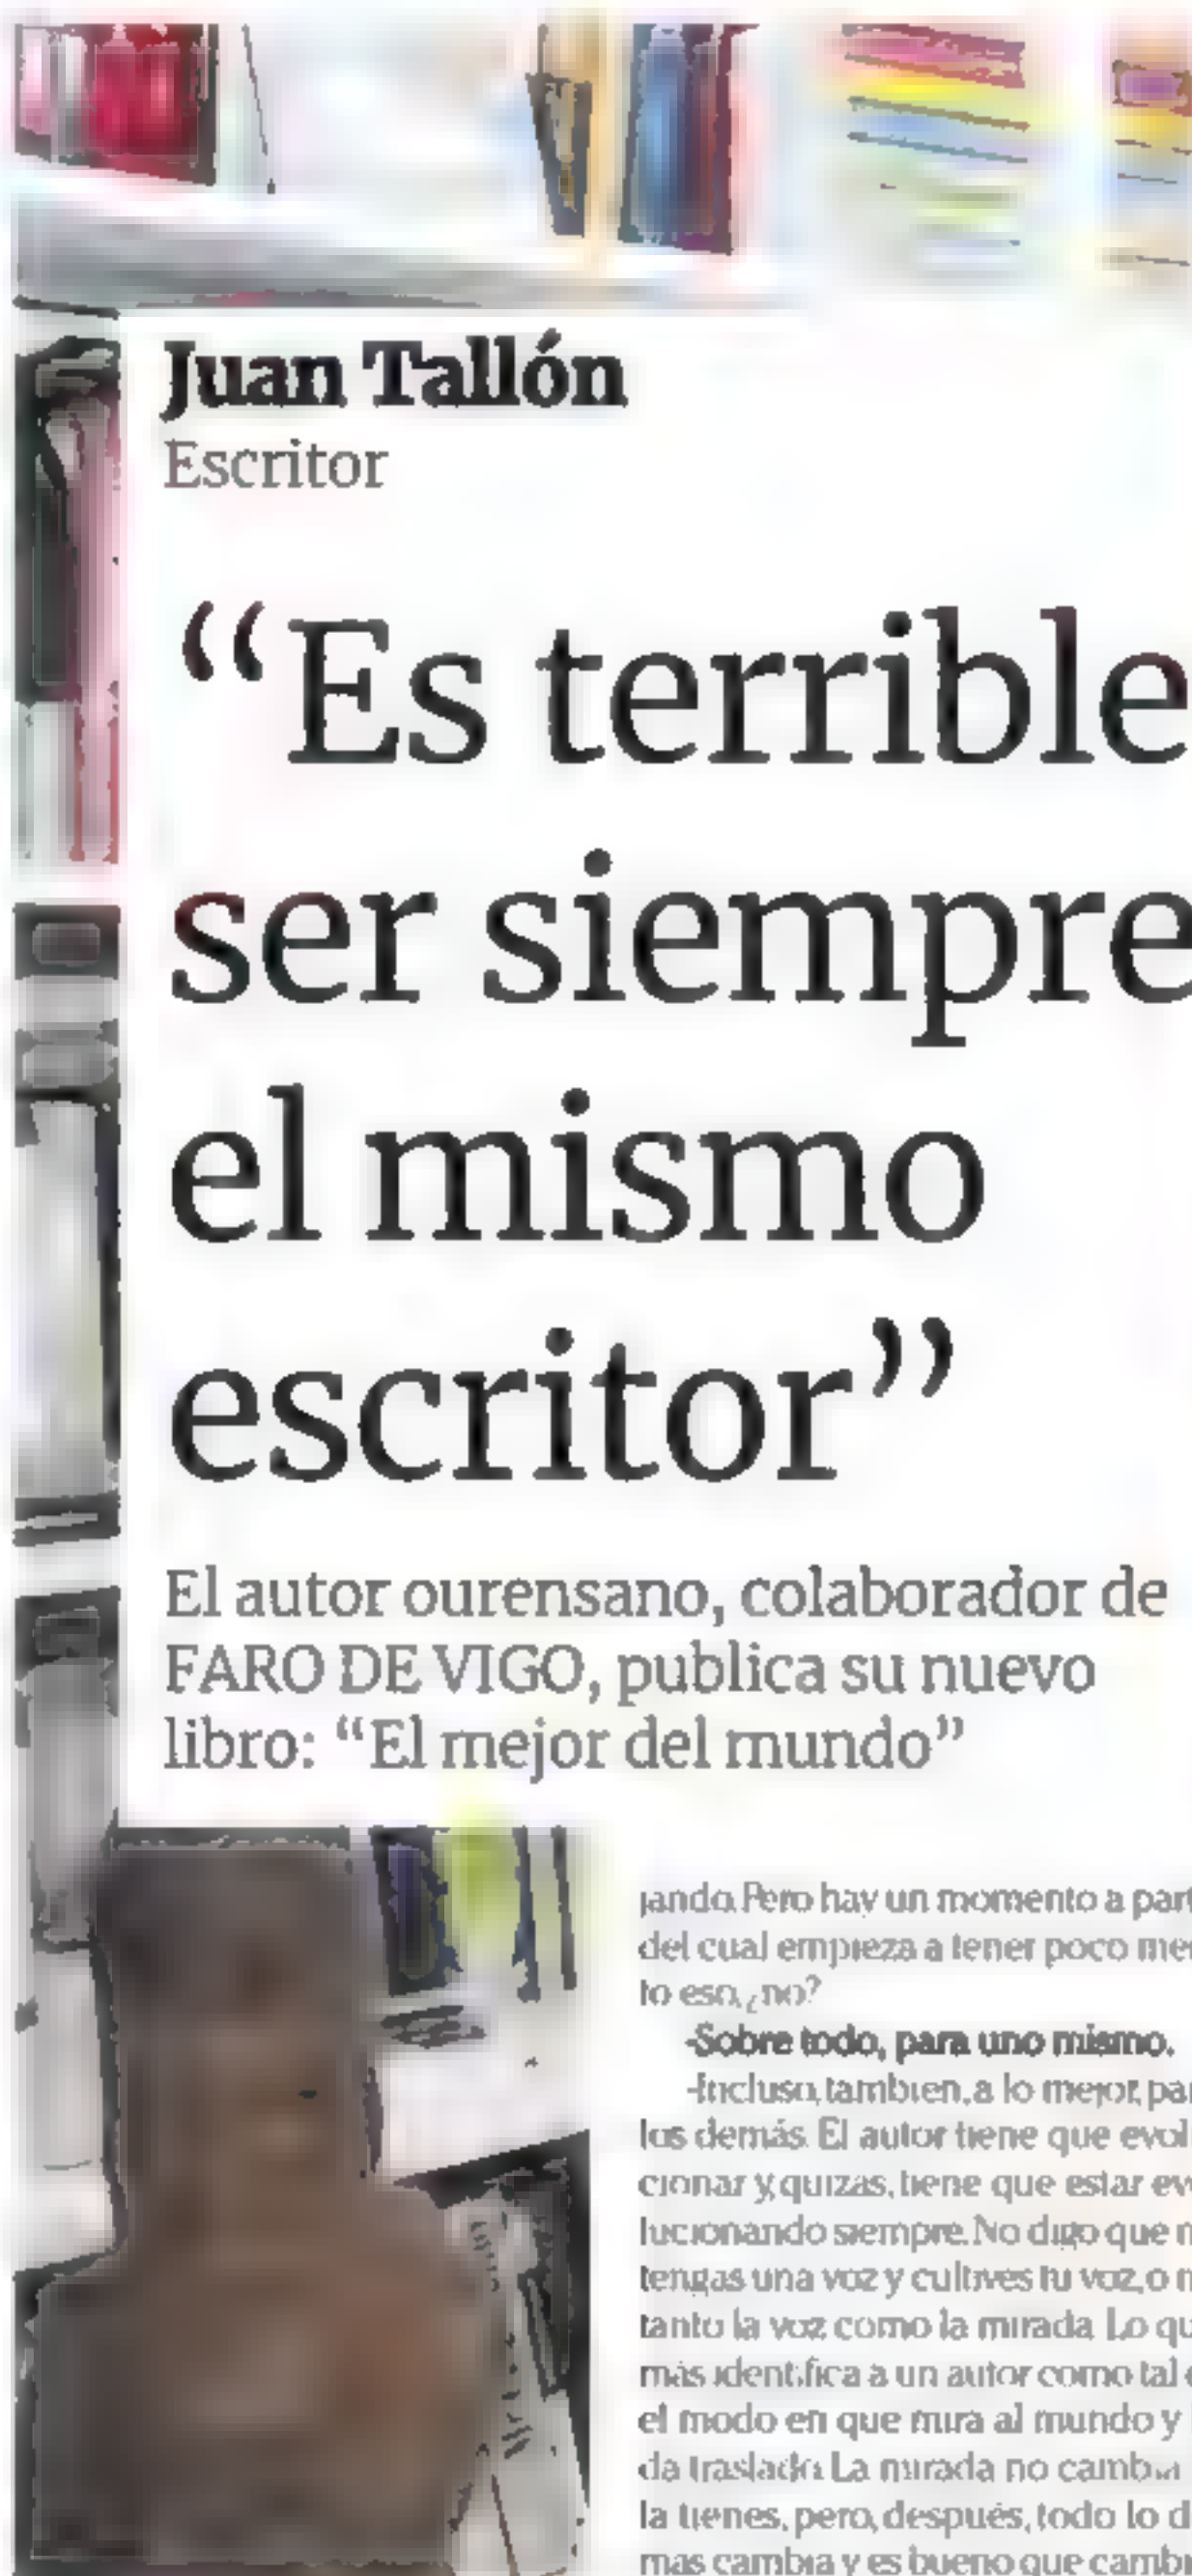 Juan Tallón
Escritor
“Es terrible
ser siempre
el mismo
escritor”
El autor ourensano, colaborador de
FARO DE VIGO, publica su nuevo
libro: “El mejor del mundo”
jando. Pero hay un momento a part
del cual empieza a tener poco mer
to eso, ¿no?
-Sobre todo, para uno mismo.
-Incluso, también, a lo mejor, par
los demás. El autor tiene que evol
cionar y, quizás, tiene que estar ev
lucionando siempre. No digo que n
tengas una voz y cultives tu voz, o
tanto la voz como la mirada. Lo qu
más identifica a un autor como tal
el modo en que mira al mundo y
da traslado. La mirada no cambia
la tienes, pero, después, todo lo d
más cambia y es bueno que cambi